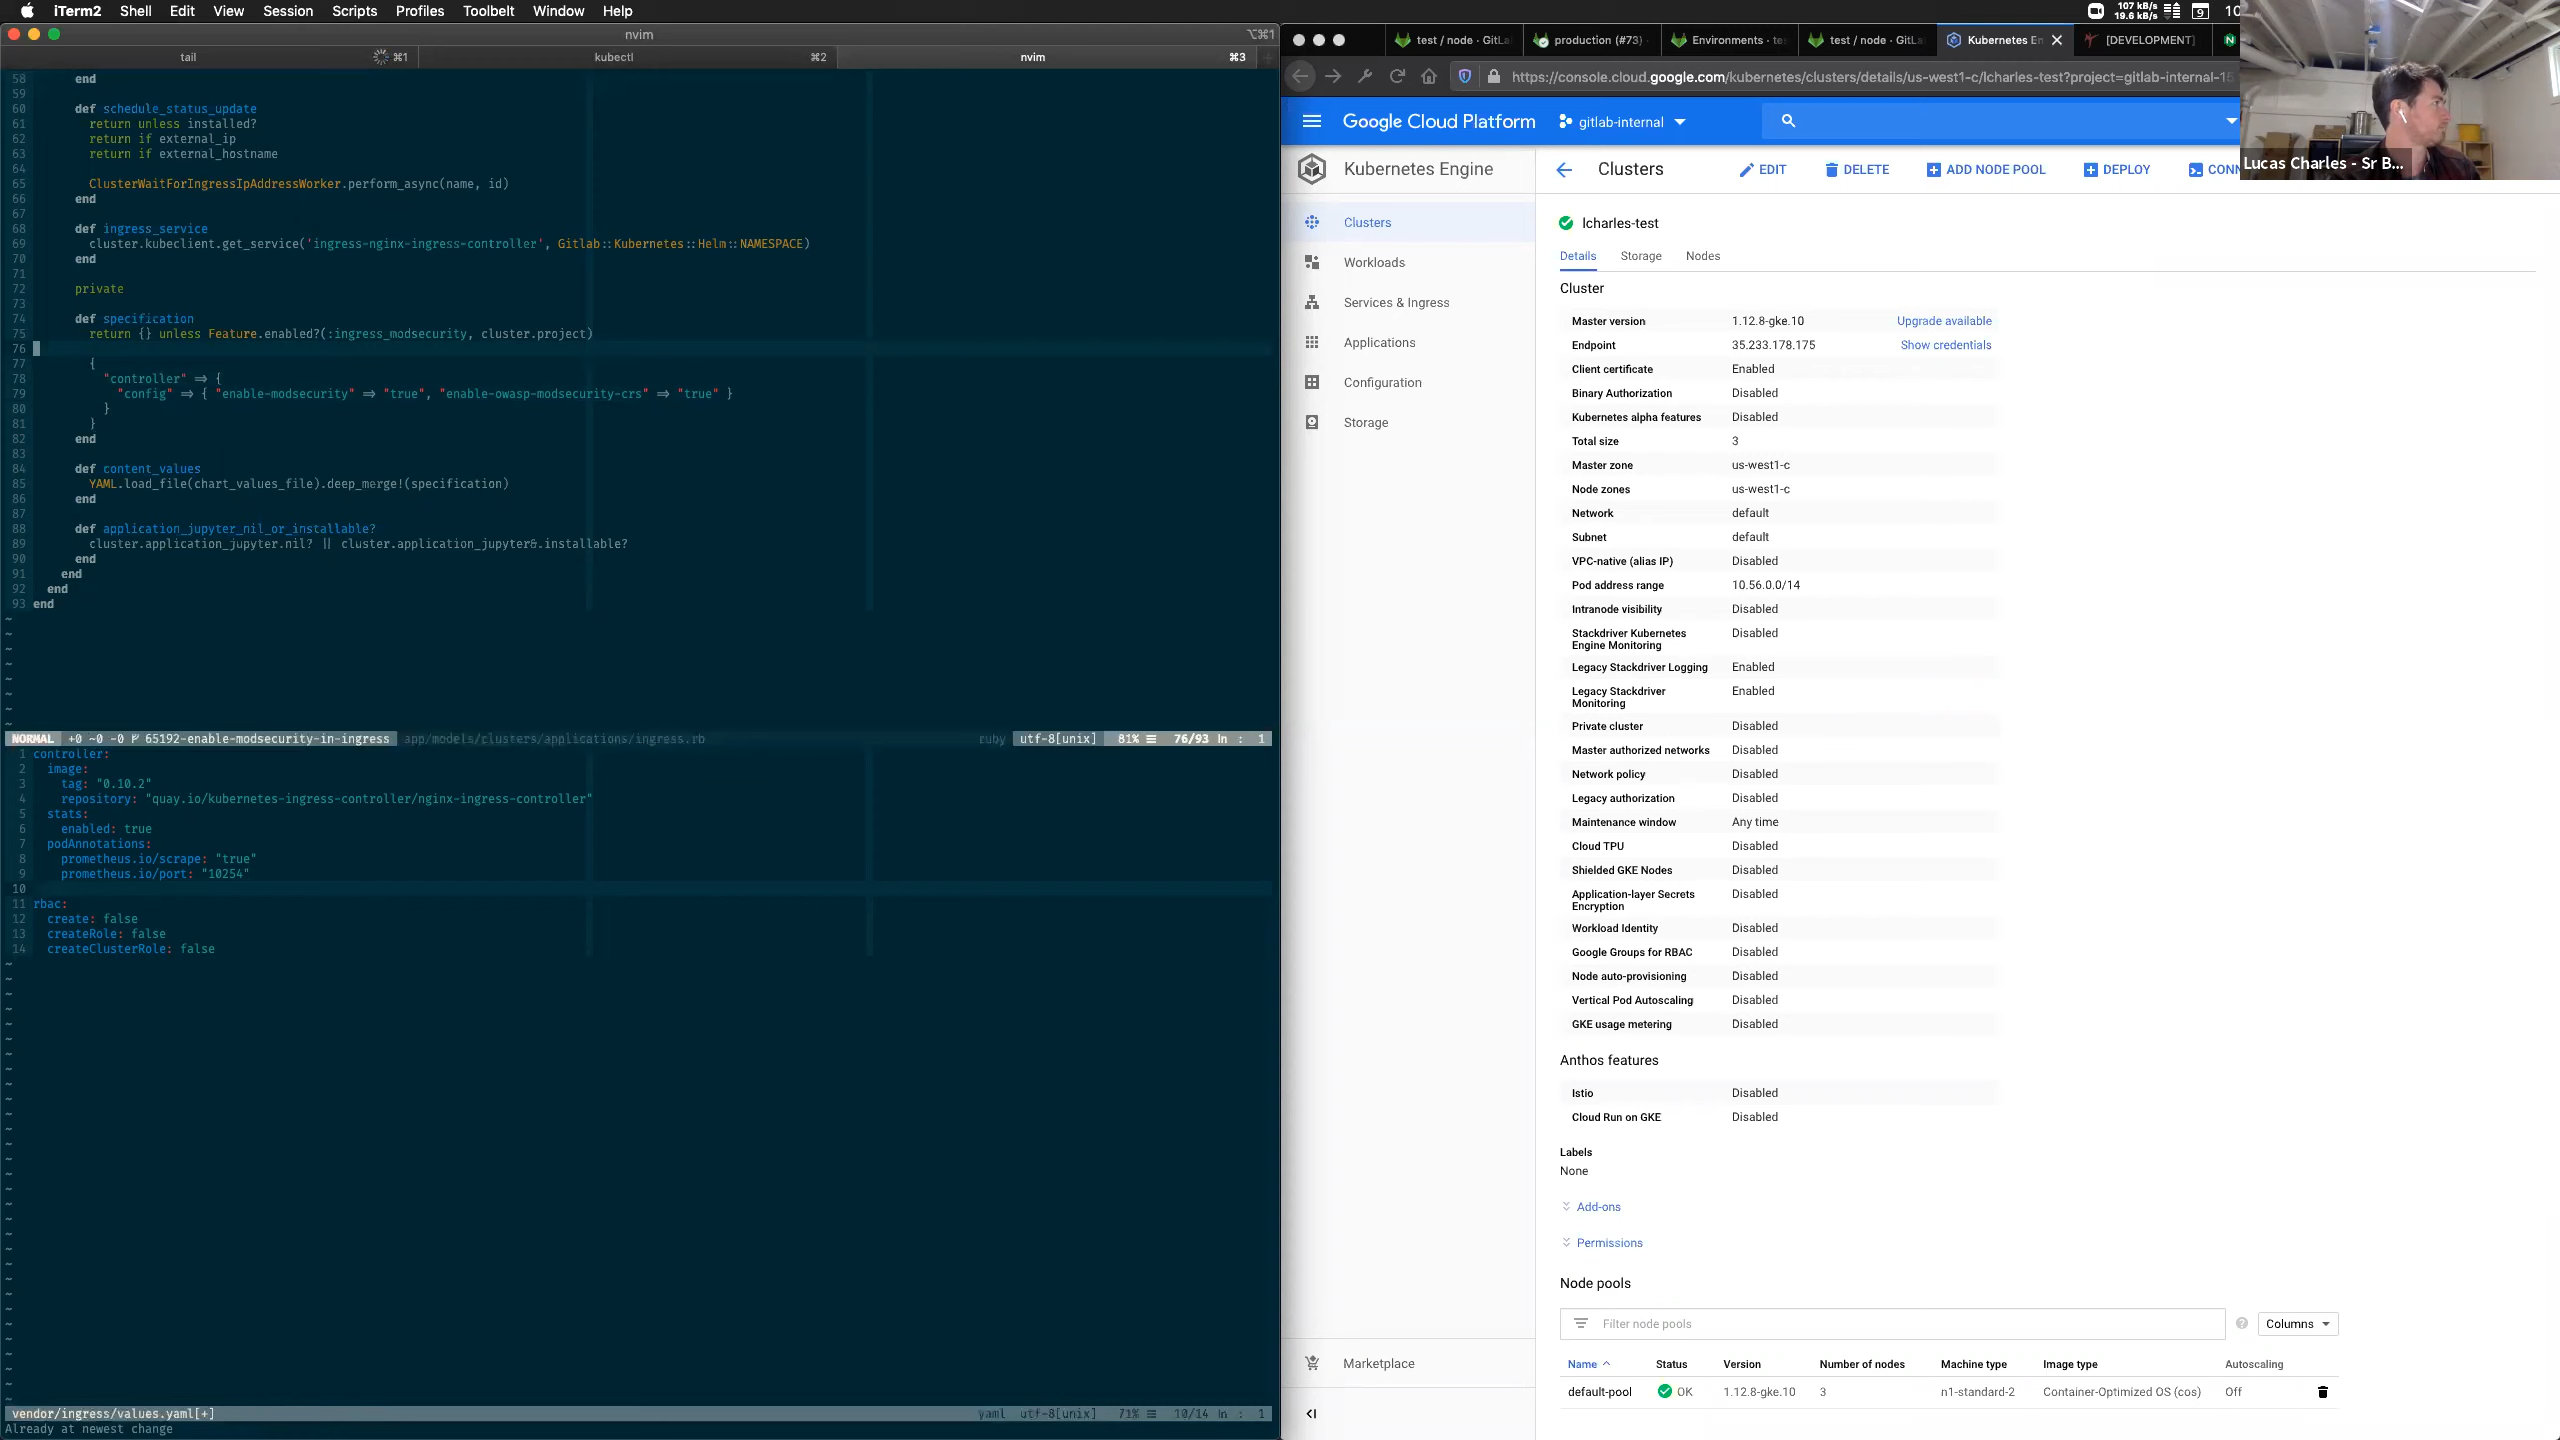 iTerm2 Shell Edit View Session Scripts Profiles Toolbelt Window Help
107 kB/s
19.6 kB/s
9
nvim
⌥⌘1
tail ⌘1
kubectl ⌘2
nvim ⌘3
58 end
59
60 def schedule_status_update
61 return unless installed?
62 return if external_ip
63 return if external_hostname
64
65 ClusterWaitForIngressIpAddressWorker.perform_async(name, id)
66 end
67
68 def ingress_service
69 cluster.kubeclient.get_service('ingress-nginx-ingress-controller', Gitlab::Kubernetes::Helm::NAMESPACE)
70 end
71
72 private
73
74 def specification
75 return {} unless Feature.enabled?(:ingress_modsecurity, cluster.project)
76
77 {
78 "controller" => {
79 "config" => { "enable-modsecurity" => "true", "enable-owasp-modsecurity-crs" => "true" }
80 }
81 }
82 end
83
84 def content_values
85 YAML.load_file(chart_values_file).deep_merge!(specification)
86 end
87
88 def application_jupyter_nil_or_installable?
89 cluster.application_jupyter.nil? || cluster.application_jupyter&.installable?
90 end
91 end
92 end
93 end
NORMAL +0 ~0 -0 65192-enable-modsecurity-in-ingress app/models/clusters/applications/ingress.rb ruby utf-8[unix] 81% ☰ 76/93 ln : 1
1 controller:
2 image:
3 tag: "0.10.2"
4 repository: "quay.io/kubernetes-ingress-controller/nginx-ingress-controller"
5 stats:
6 enabled: true
7 podAnnotations:
8 prometheus.io/scrape: "true"
9 prometheus.io/port: "10254"
10
11 rbac:
12 create: false
13 createRole: false
14 createClusterRole: false
vendor/ingress/values.yaml[+] yaml utf-8[unix] 71% ☰ 10/14 ln : 1
Already at newest change
test / node · GitLa
production (#73)
Environments · te
test / node · GitLa
Kubernetes En
[DEVELOPMENT]
https://console.cloud.google.com/kubernetes/clusters/details/us-west1-c/lcharles-test?project=gitlab-internal-15
Google Cloud Platform
gitlab-internal
Lucas Charles - Sr B...
Kubernetes Engine
Clusters
EDIT
DELETE
ADD NODE POOL
DEPLOY
CONN
Clusters
Workloads
Services & Ingress
Applications
Configuration
Storage
Marketplace
lcharles-test
Details Storage Nodes
Cluster
Master version 1.12.8-gke.10 Upgrade available
Endpoint 35.233.178.175 Show credentials
Client certificate Enabled
Binary Authorization Disabled
Kubernetes alpha features Disabled
Total size 3
Master zone us-west1-c
Node zones us-west1-c
Network default
Subnet default
VPC-native (alias IP) Disabled
Pod address range 10.56.0.0/14
Intranode visibility Disabled
Stackdriver Kubernetes Disabled
Engine Monitoring
Legacy Stackdriver Logging Enabled
Legacy Stackdriver Enabled
Monitoring
Private cluster Disabled
Master authorized networks Disabled
Network policy Disabled
Legacy authorization Disabled
Maintenance window Any time
Cloud TPU Disabled
Shielded GKE Nodes Disabled
Application-layer Secrets Disabled
Encryption
Workload Identity Disabled
Google Groups for RBAC Disabled
Node auto-provisioning Disabled
Vertical Pod Autoscaling Disabled
GKE usage metering Disabled
Anthos features
Istio Disabled
Cloud Run on GKE Disabled
Labels
None
Add-ons
Permissions
Node pools
Filter node pools
Columns
Name Status Version Number of nodes Machine type Image type Autoscaling
default-pool OK 1.12.8-gke.10 3 n1-standard-2 Container-Optimized OS (cos) Off